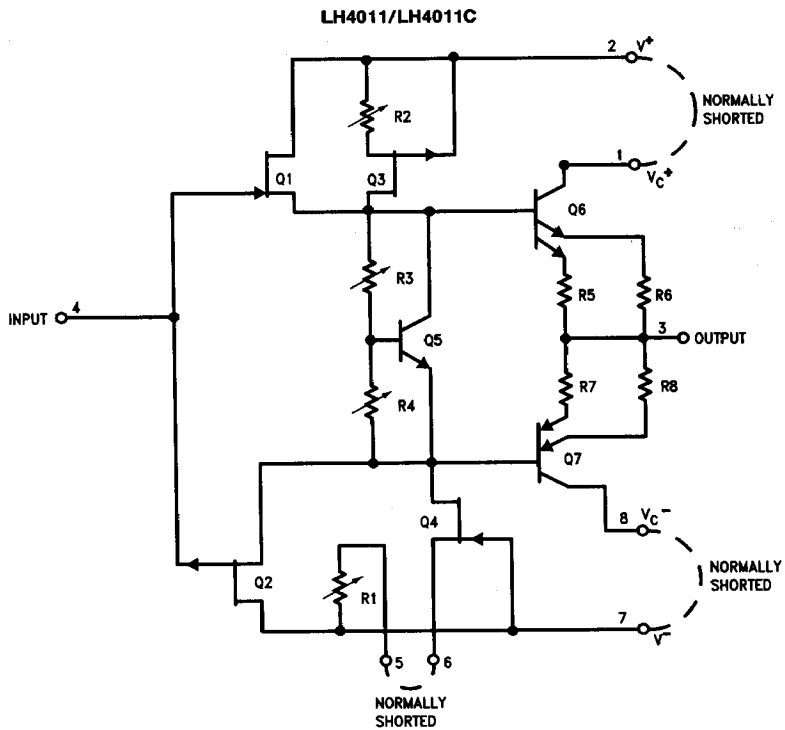 LH4011/LH4011C
2 V+
NORMALLY
SHORTED
R2
1
VC+
Q1
Q3
Q6
R3
R5
R6
4
INPUT
3
OUTPUT
Q5
R7
R8
R4
Q7
8 VC−
Q4
NORMALLY
SHORTED
Q2
R1
7
V−
5
6
NORMALLY
SHORTED